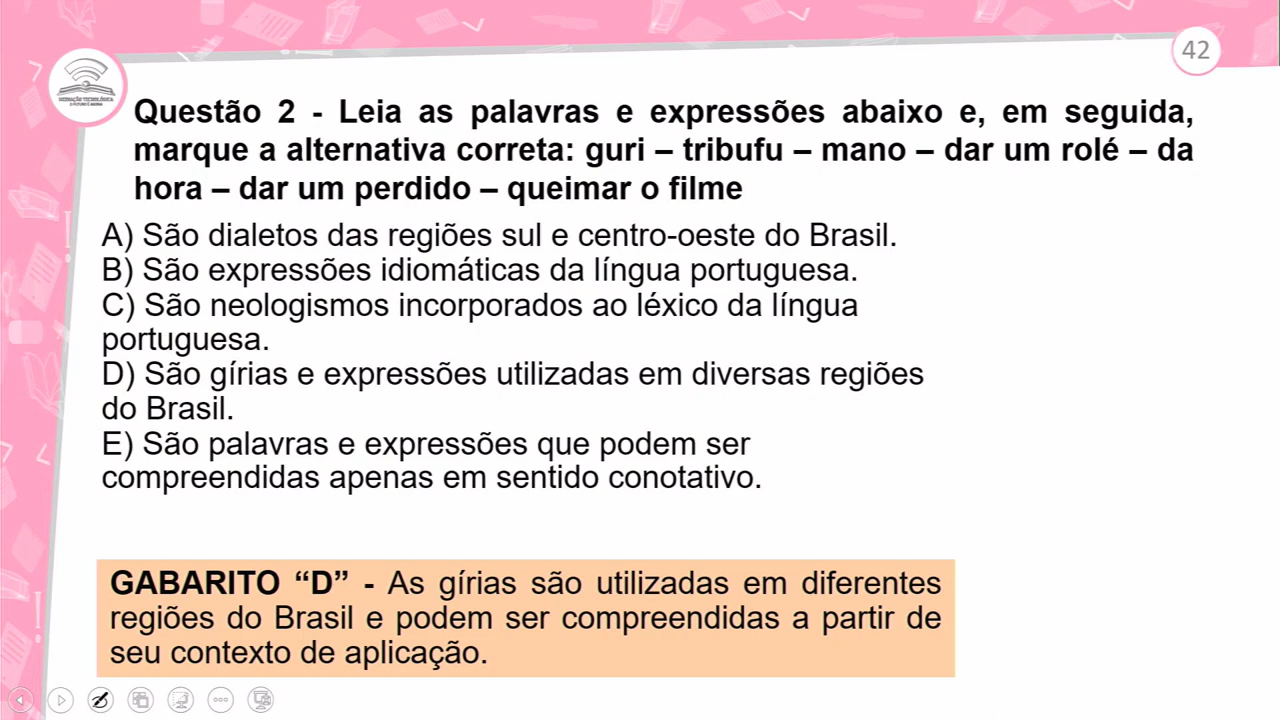 42
MEDIAÇÃO TECNOLÓGICA
O FUTURO É AGORA
Questão 2 - Leia as palavras e expressões abaixo e, em seguida,
marque a alternativa correta: guri – tribufu – mano – dar um rolé – da
hora – dar um perdido – queimar o filme
A) São dialetos das regiões sul e centro-oeste do Brasil.
B) São expressões idiomáticas da língua portuguesa.
C) São neologismos incorporados ao léxico da língua
portuguesa.
D) São gírias e expressões utilizadas em diversas regiões
do Brasil.
E) São palavras e expressões que podem ser
compreendidas apenas em sentido conotativo.
GABARITO “D” - As gírias são utilizadas em diferentes
regiões do Brasil e podem ser compreendidas a partir de
seu contexto de aplicação.